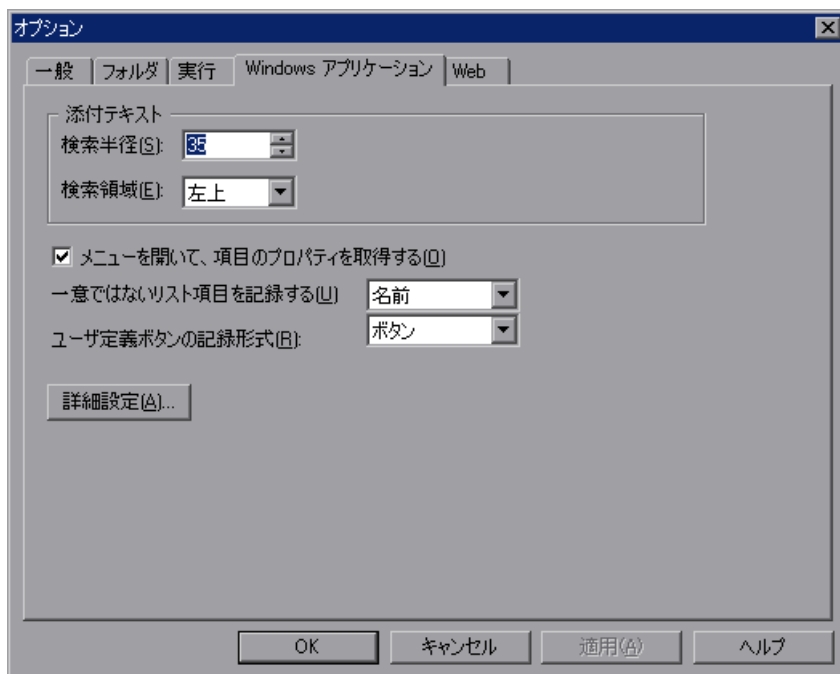 オプション
一般 フォルダ 実行 Windows アプリケーション Web
添付テキスト
検索半径(S): 35
検索領域(E): 左上
メニューを開いて、項目のプロパティを取得する(O)
一意ではないリスト項目を記録する(U) 名前
ユーザ定義ボタンの記録形式(R): ボタン
詳細設定(A)...
OK キャンセル 適用(A) ヘルプ